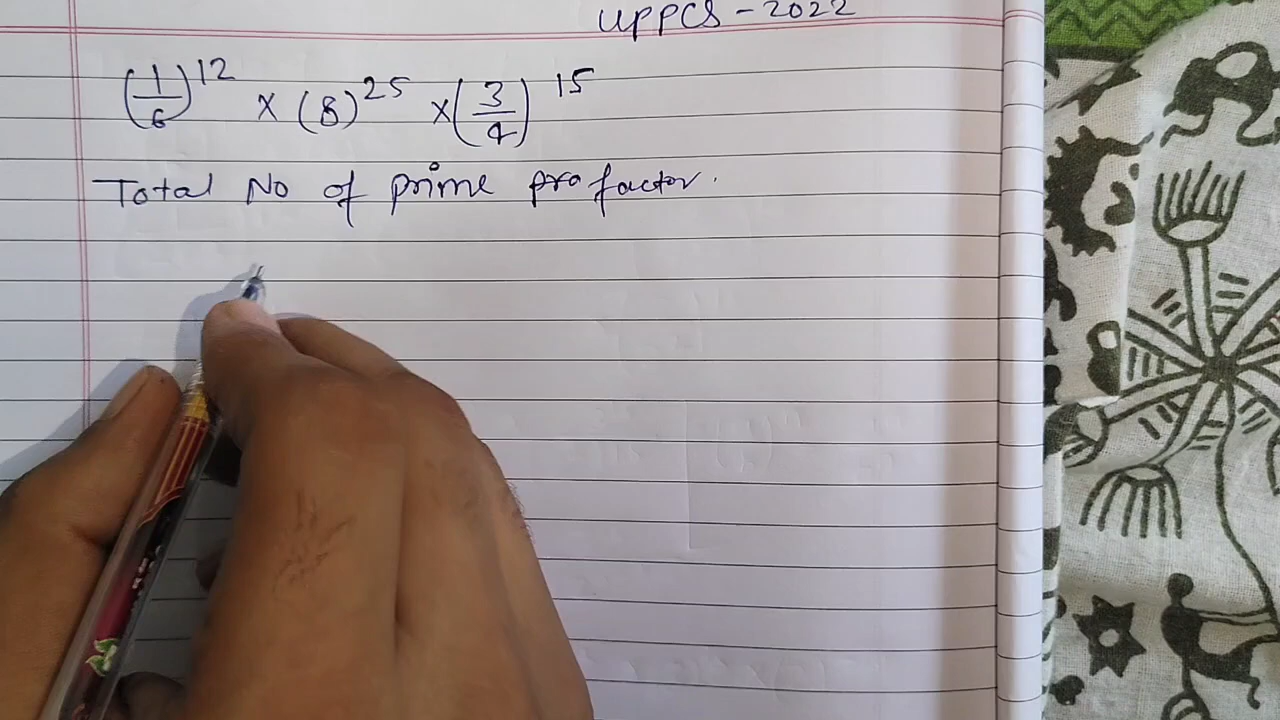 UPPCS - 2022
(1/6)^12 × (8)^25 × (3/4)^15
Total No of prime pro factor.